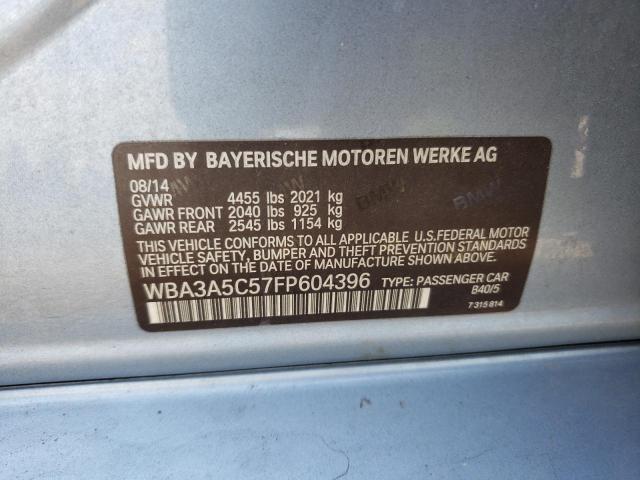 MFD BY BAYERISCHE MOTOREN WERKE AG
08/14
GVWR 4455 lbs 2021 kg
GAWR FRONT 2040 lbs 925 kg
GAWR REAR 2545 lbs 1154 kg
THIS VEHICLE CONFORMS TO ALL APPLICABLE U.S.FEDERAL MOTOR
VEHICLE SAFETY, BUMPER AND THEFT PREVENTION STANDARDS
IN EFFECT ON THE DATE OF MANUFACTURE SHOWN ABOVE.
WBA3A5C57FP604396 TYPE: PASSENGER CAR
B40/5
7 315 814